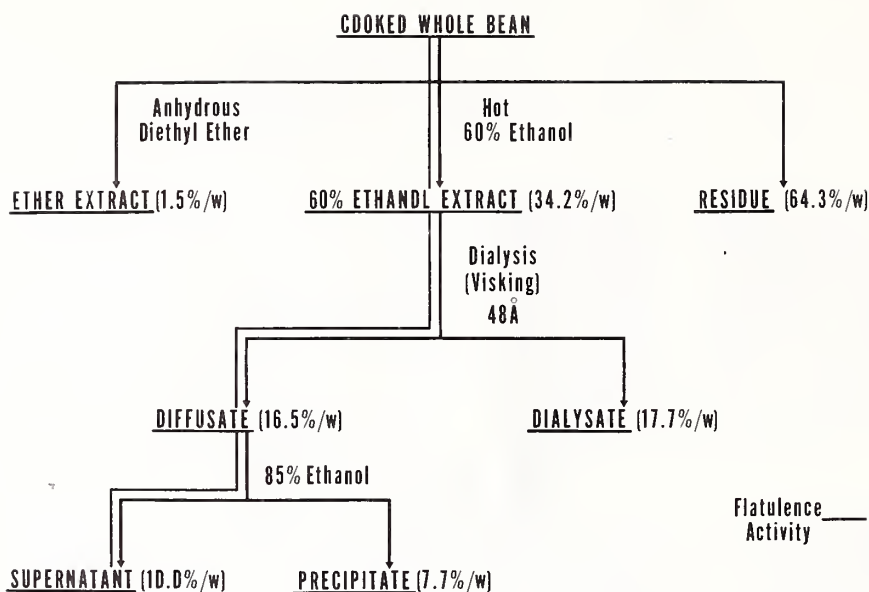 COOKED WHOLE BEAN
Anhydrous
Diethyl Ether
Hot
60% Ethanol
ETHER EXTRACT (1.5%/w)
60% ETHANDL EXTRACT (34.2%/w)
RESIDUE (64.3%/w)
Dialysis
(Visking)
48Å
DIFFUSATE (16.5%/w)
DIALYSATE (17.7%/w)
85% Ethanol
Flatulence
Activity
SUPERNATANT (1D.D%/w)
PRECIPITATE (7.7%/w)